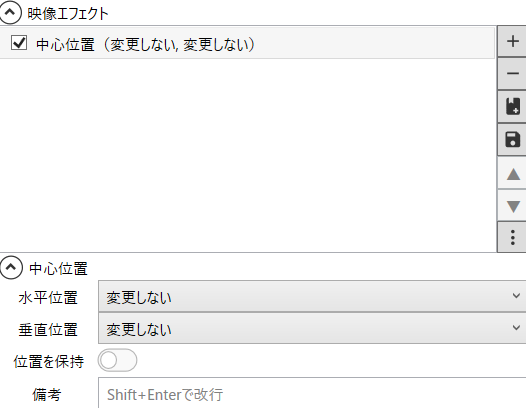 映像エフェクト
中心位置（変更しない, 変更しない）
中心位置
水平位置 変更しない
垂直位置 変更しない
位置を保持
備考 Shift+Enterで改行